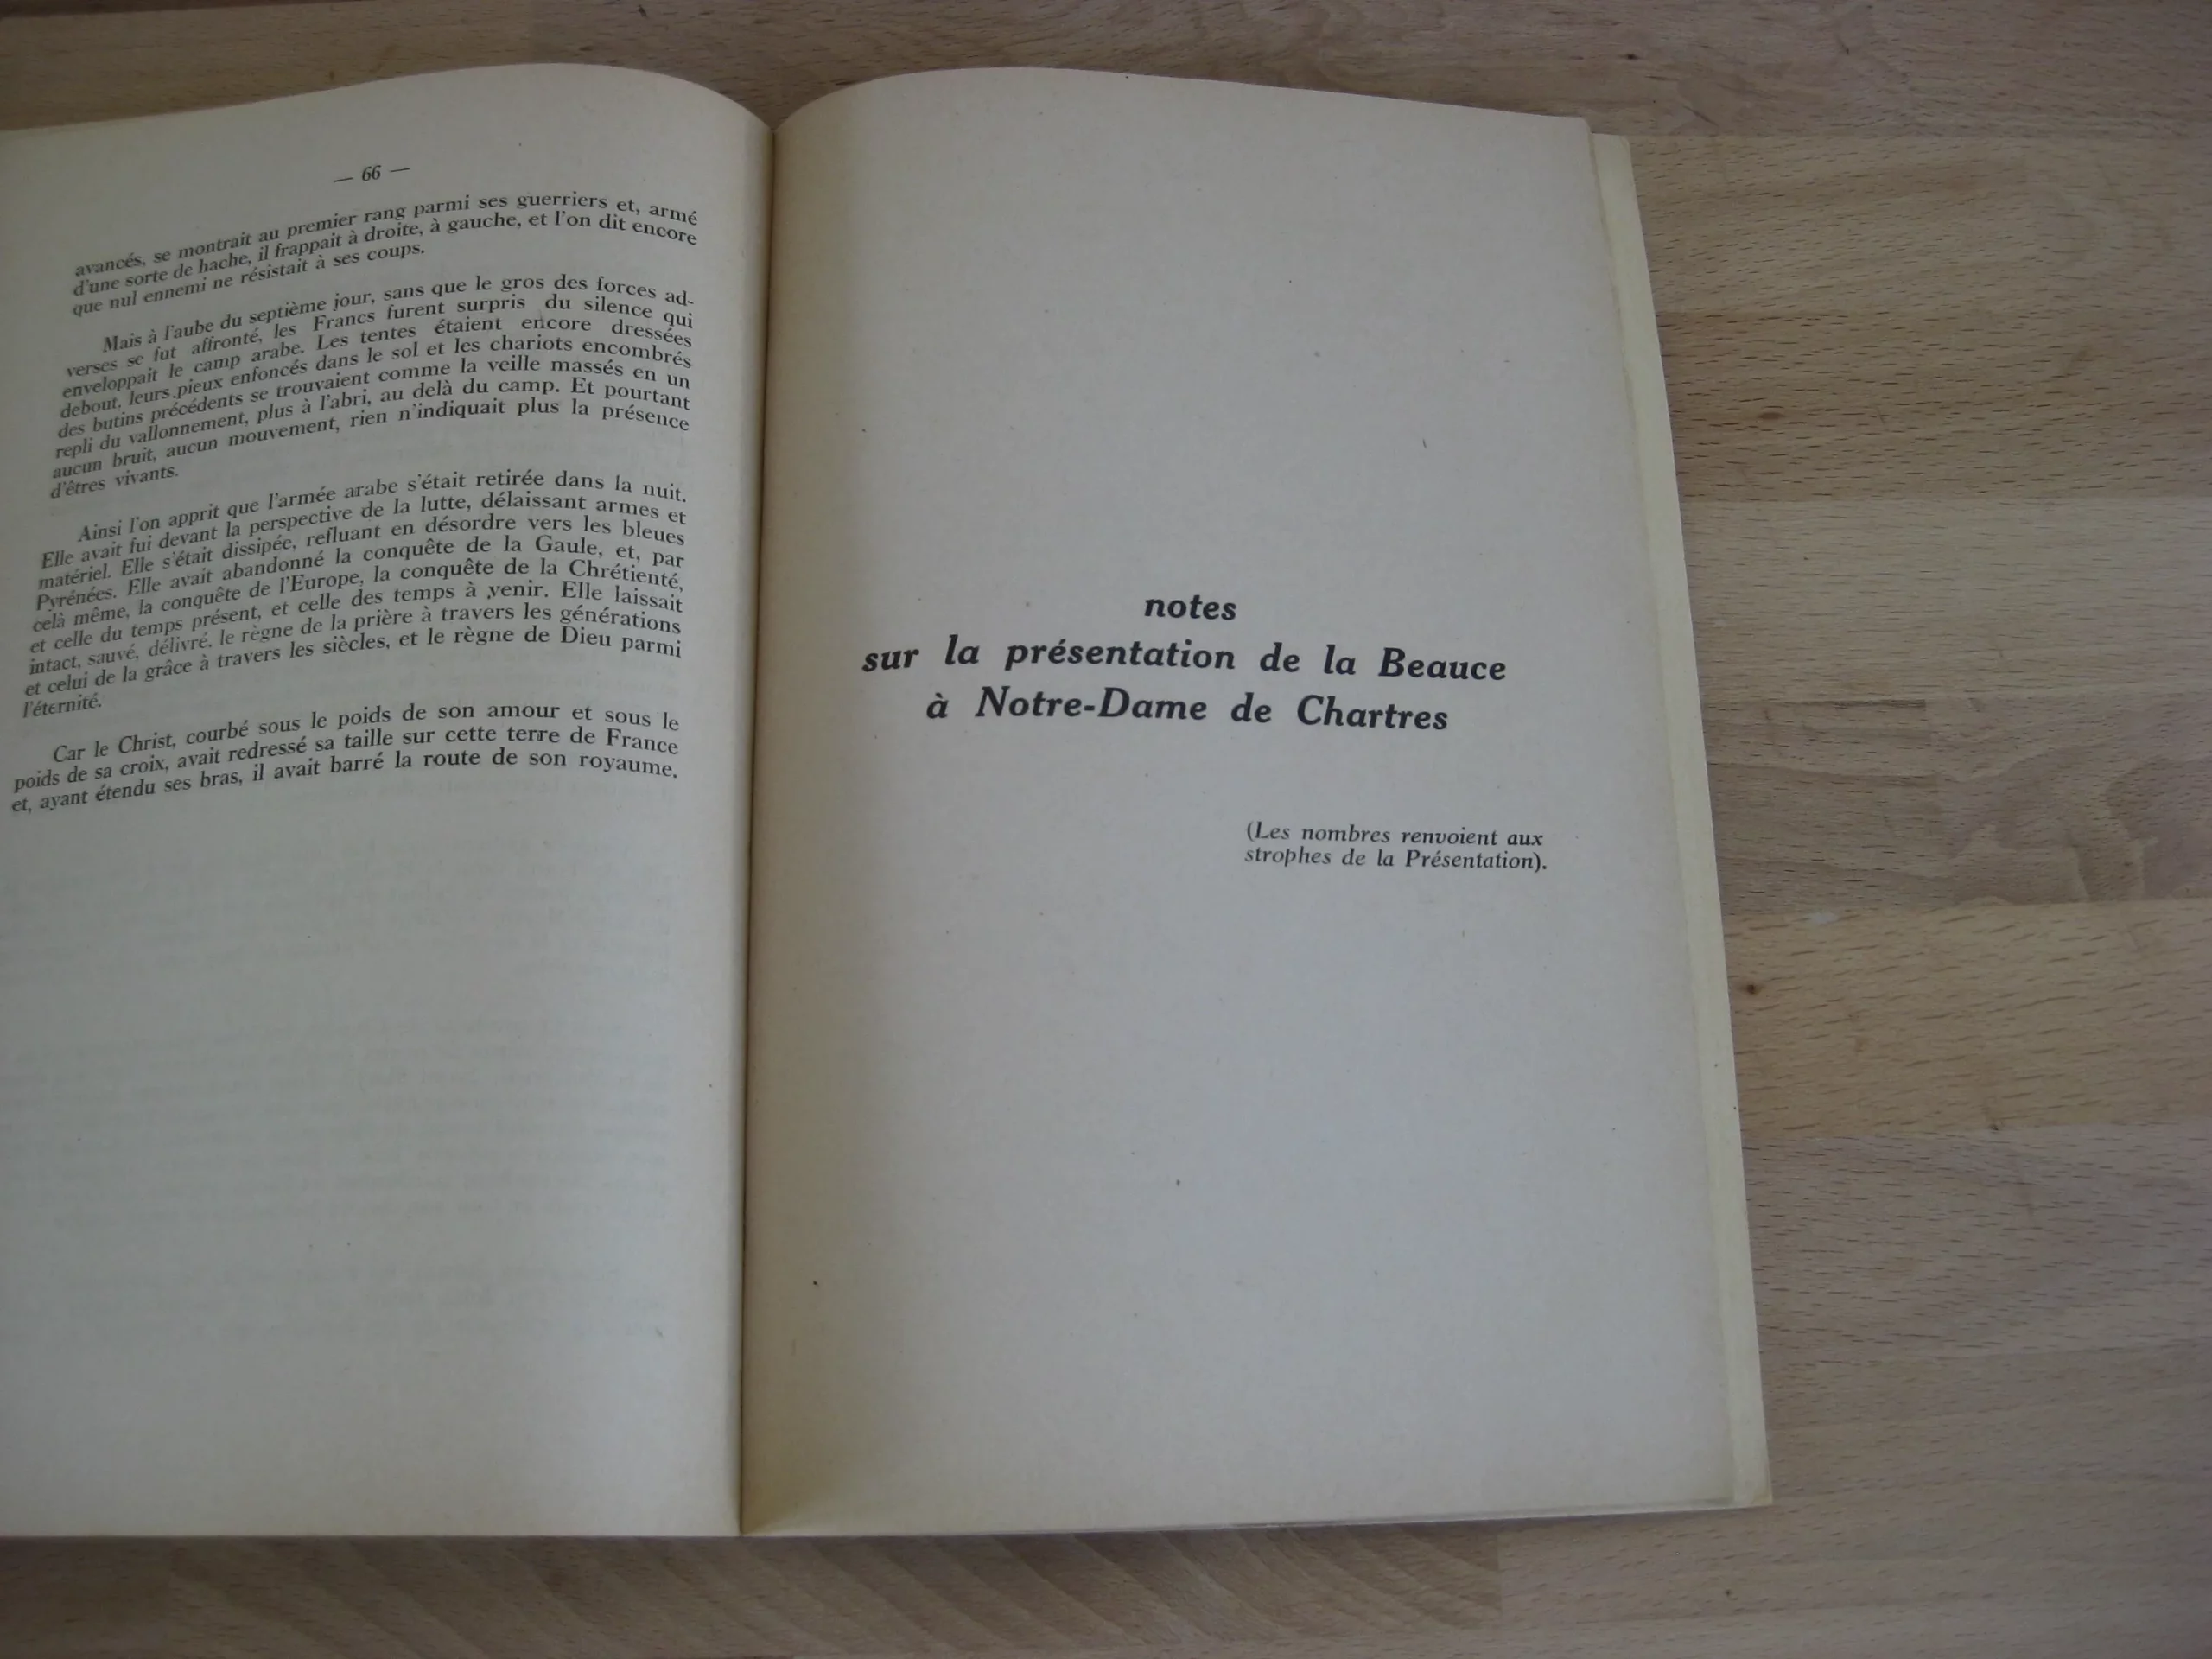 — 66 —
avancés, se montrait au premier rang parmi ses guerriers et, armé
d'une sorte de hache, il frappait à droite, à gauche, et l'on dit encore
que nul ennemi ne résistait à ses coups.
Mais à l'aube du septième jour, sans que le gros des forces ad-
verses se fut affronté, les Francs furent surpris du silence qui
enveloppait le camp arabe. Les tentes étaient encore dressées
debout, leurs pieux enfoncés dans le sol et les chariots encombrés
des butins précédents se trouvaient comme la veille massés en un
repli du vallonnement, plus à l'abri, au delà du camp. Et pourtant
aucun bruit, aucun mouvement, rien n'indiquait plus la présence
d'êtres vivants.
Ainsi l'on apprit que l'armée arabe s'était retirée dans la nuit.
Elle avait fui devant la perspective de la lutte, délaissant armes et
matériel. Elle s'était dissipée, refluant en désordre vers les bleues
Pyrénées. Elle avait abandonné la conquête de la Gaule, et, par
celà même, la conquête de l'Europe, la conquête de la Chrétienté,
et celle du temps présent, et celle des temps à venir. Elle laissait
intact, sauvé, délivré, le règne de la prière à travers les générations
et celui de la grâce à travers les siècles, et le règne de Dieu parmi
l'éternité.
Car le Christ, courbé sous le poids de son amour et sous le
poids de sa croix, avait redressé sa taille sur cette terre de France
et, ayant étendu ses bras, il avait barré la route de son royaume.
notes
sur la présentation de la Beauce
à Notre-Dame de Chartres
(Les nombres renvoient aux
strophes de la Présentation).